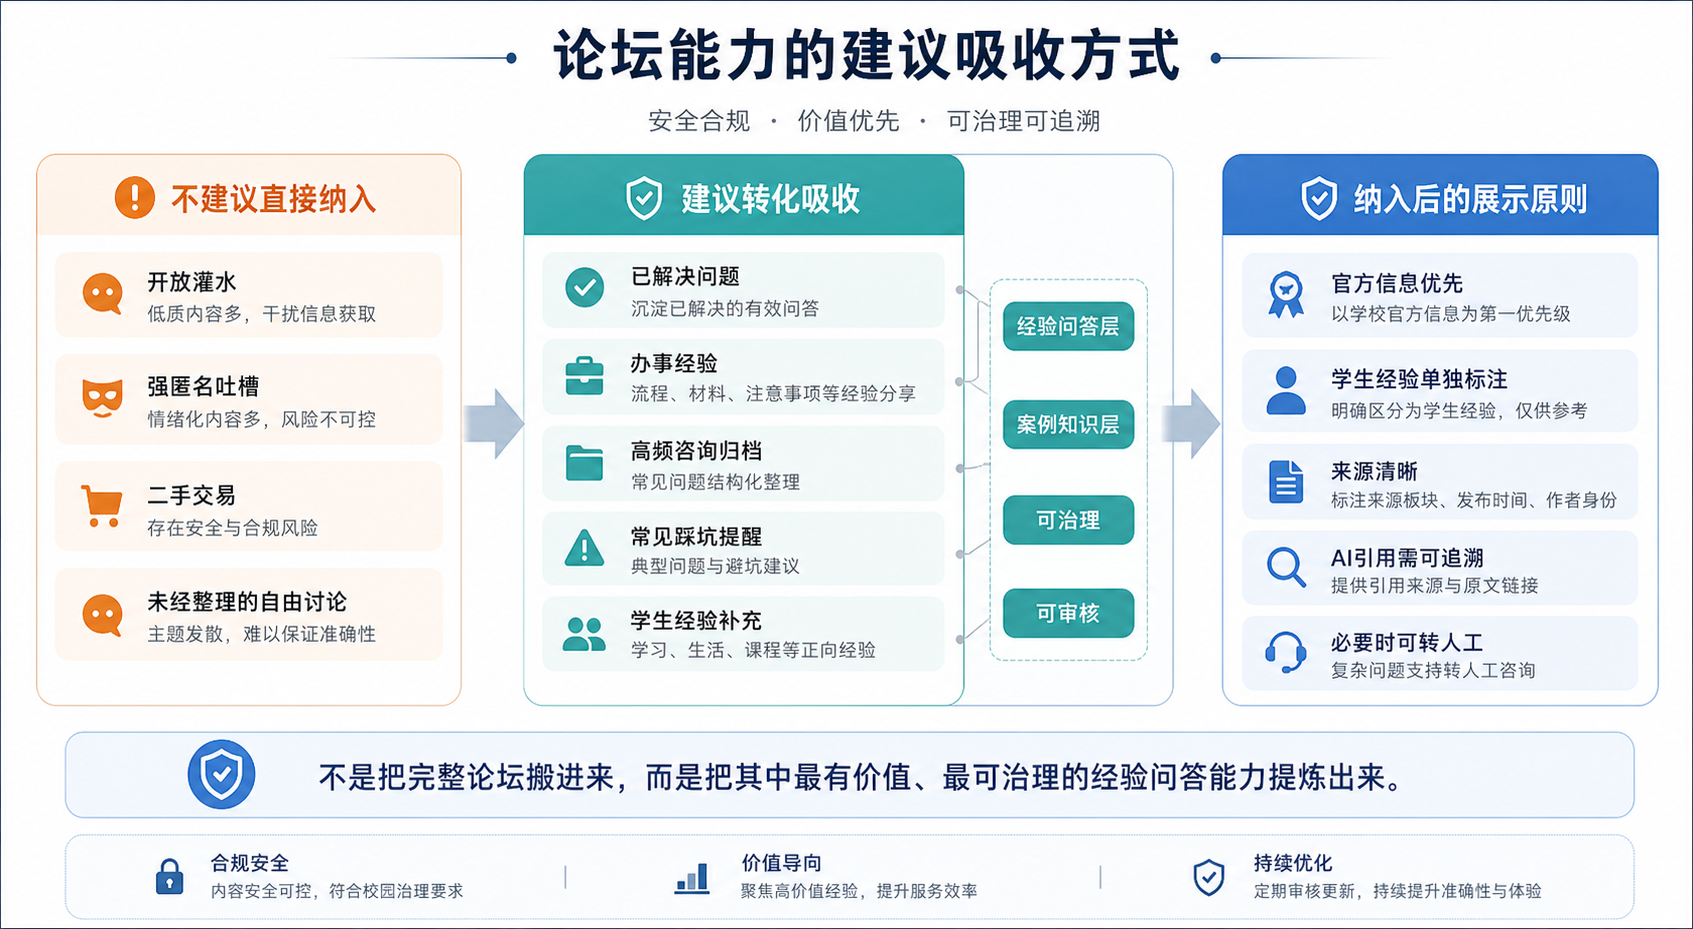 论坛能力的建议吸收方式
安全合规 · 价值优先 · 可治理可追溯
不建议直接纳入
开放灌水
低质内容多，干扰信息获取
强匿名吐槽
情绪化内容多，风险不可控
二手交易
存在安全与合规风险
未经整理的自由讨论
主题发散，难以保证准确性
建议转化吸收
已解决问题
沉淀已解决的有效问答
办事经验
流程、材料、注意事项等经验分享
高频咨询归档
常见问题结构化整理
常见踩坑提醒
典型问题与避坑建议
学生经验补充
学习、生活、课程等正向经验
经验问答层
案例知识层
可治理
可审核
纳入后的展示原则
官方信息优先
以学校官方信息为第一优先级
学生经验单独标注
明确区分为学生经验，仅供参考
来源清晰
标注来源板块、发布时间、作者身份
AI引用需可追溯
提供引用来源与原文链接
必要时可转人工
复杂问题支持转人工咨询
不是把完整论坛搬进来，而是把其中最有价值、最可治理的经验问答能力提炼出来。
合规安全
内容安全可控，符合校园治理要求
价值导向
聚焦高价值经验，提升服务效率
持续优化
定期审核更新，持续提升准确性与体验